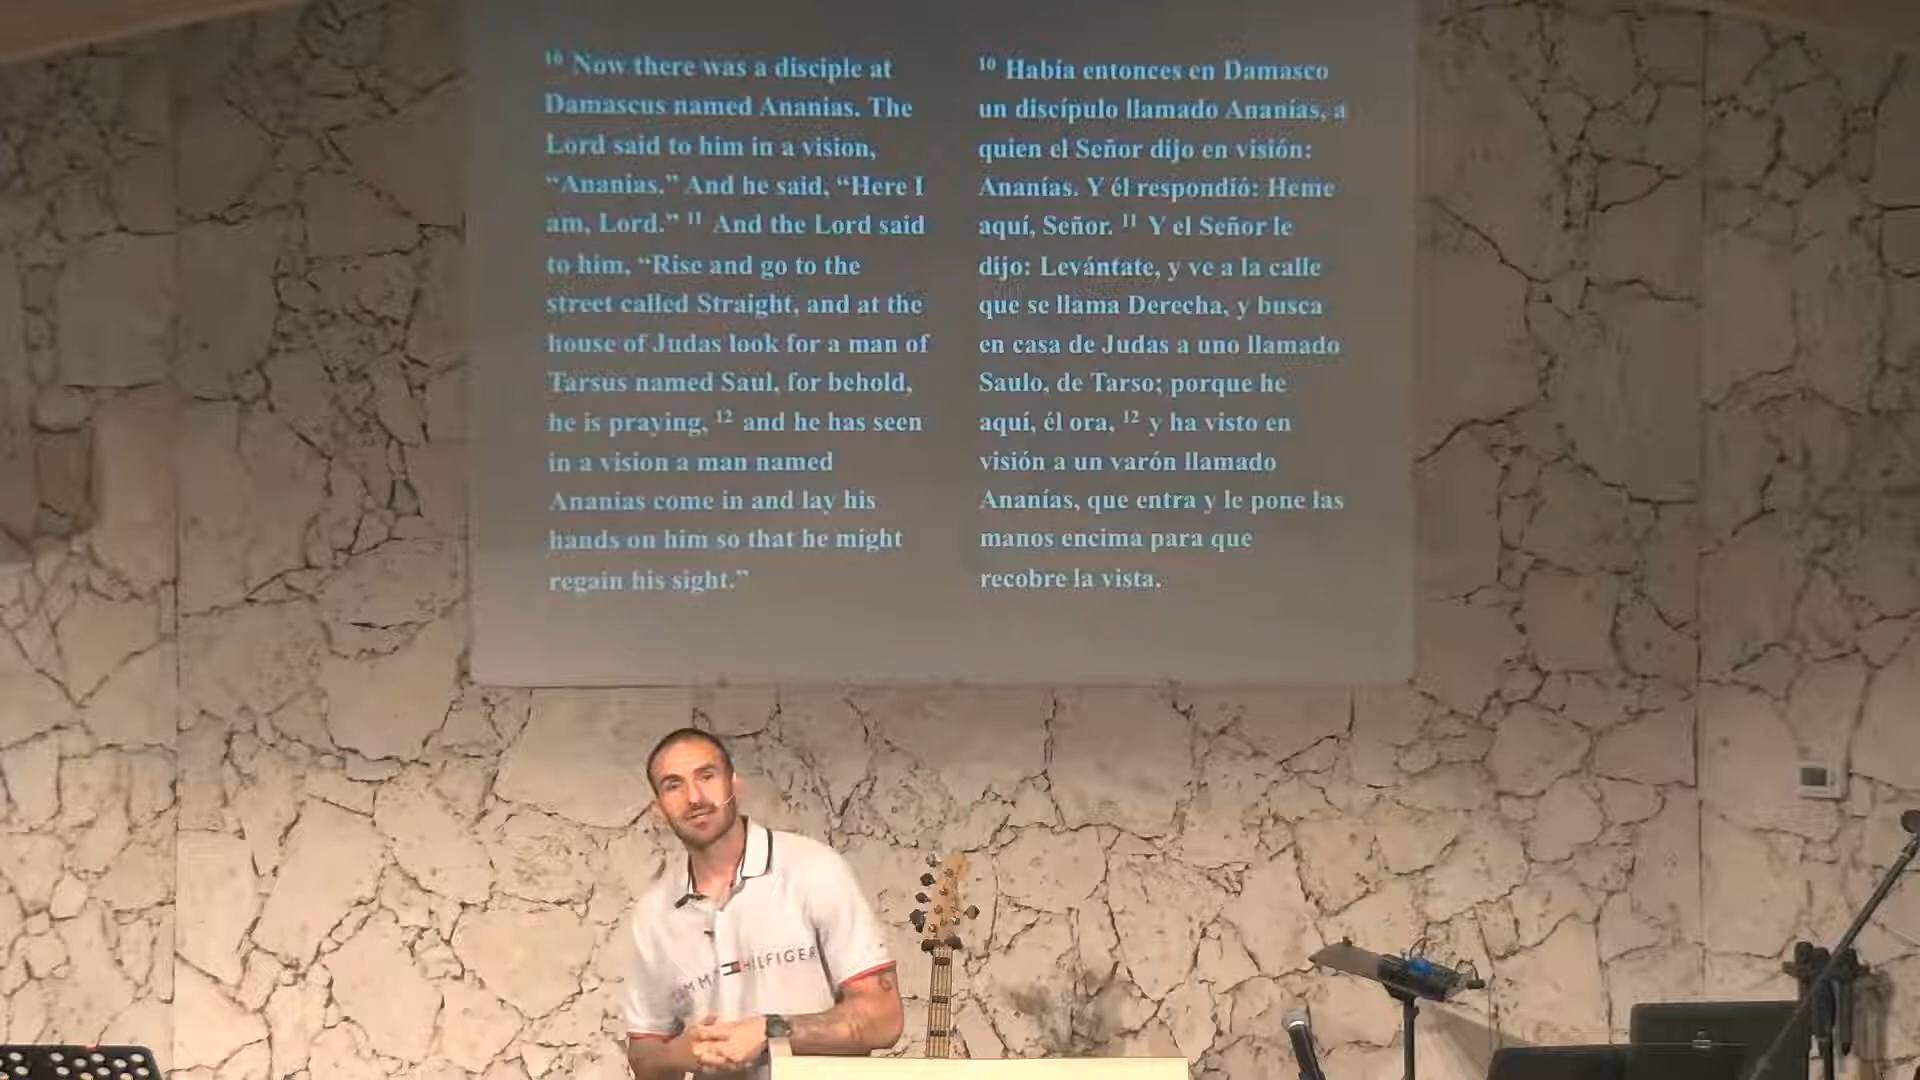 10 Now there was a disciple at
Damascus named Ananias. The
Lord said to him in a vision,
“Ananias.” And he said, “Here I
am, Lord.” 11 And the Lord said
to him, “Rise and go to the
street called Straight, and at the
house of Judas look for a man of
Tarsus named Saul, for behold,
he is praying, 12 and he has seen
in a vision a man named
Ananias come in and lay his
hands on him so that he might
regain his sight.”
10 Había entonces en Damasco
un discípulo llamado Ananías, a
quien el Señor dijo en visión:
Ananías. Y él respondió: Heme
aquí, Señor. 11 Y el Señor le
dijo: Levántate, y ve a la calle
que se llama Derecha, y busca
en casa de Judas a uno llamado
Saulo, de Tarso; porque he
aquí, él ora, 12 y ha visto en
visión a un varón llamado
Ananías, que entra y le pone las
manos encima para que
recobre la vista.
HILFIGER